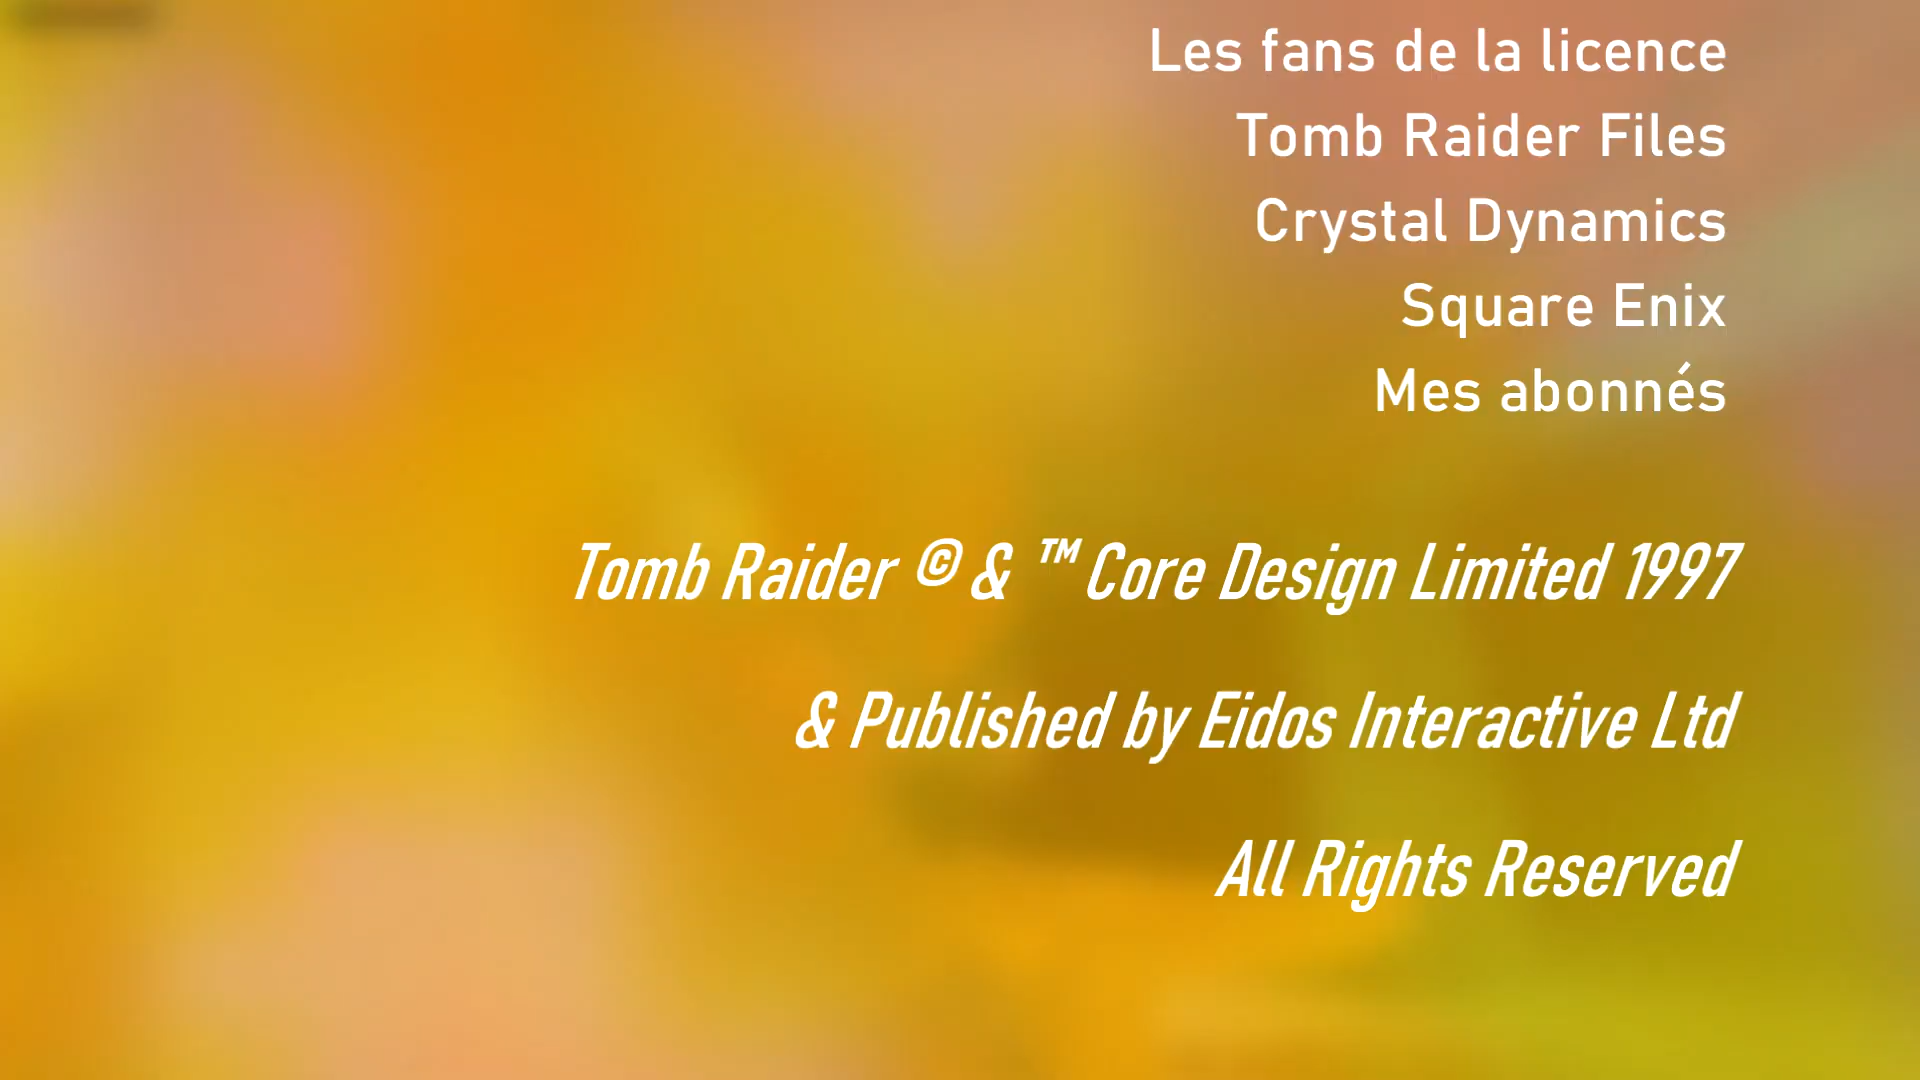 Les fans de la licence
Tomb Raider Files
Crystal Dynamics
Square Enix
Mes abonnés
Tomb Raider © & ™ Core Design Limited 1997
& Published by Eidos Interactive Ltd
All Rights Reserved